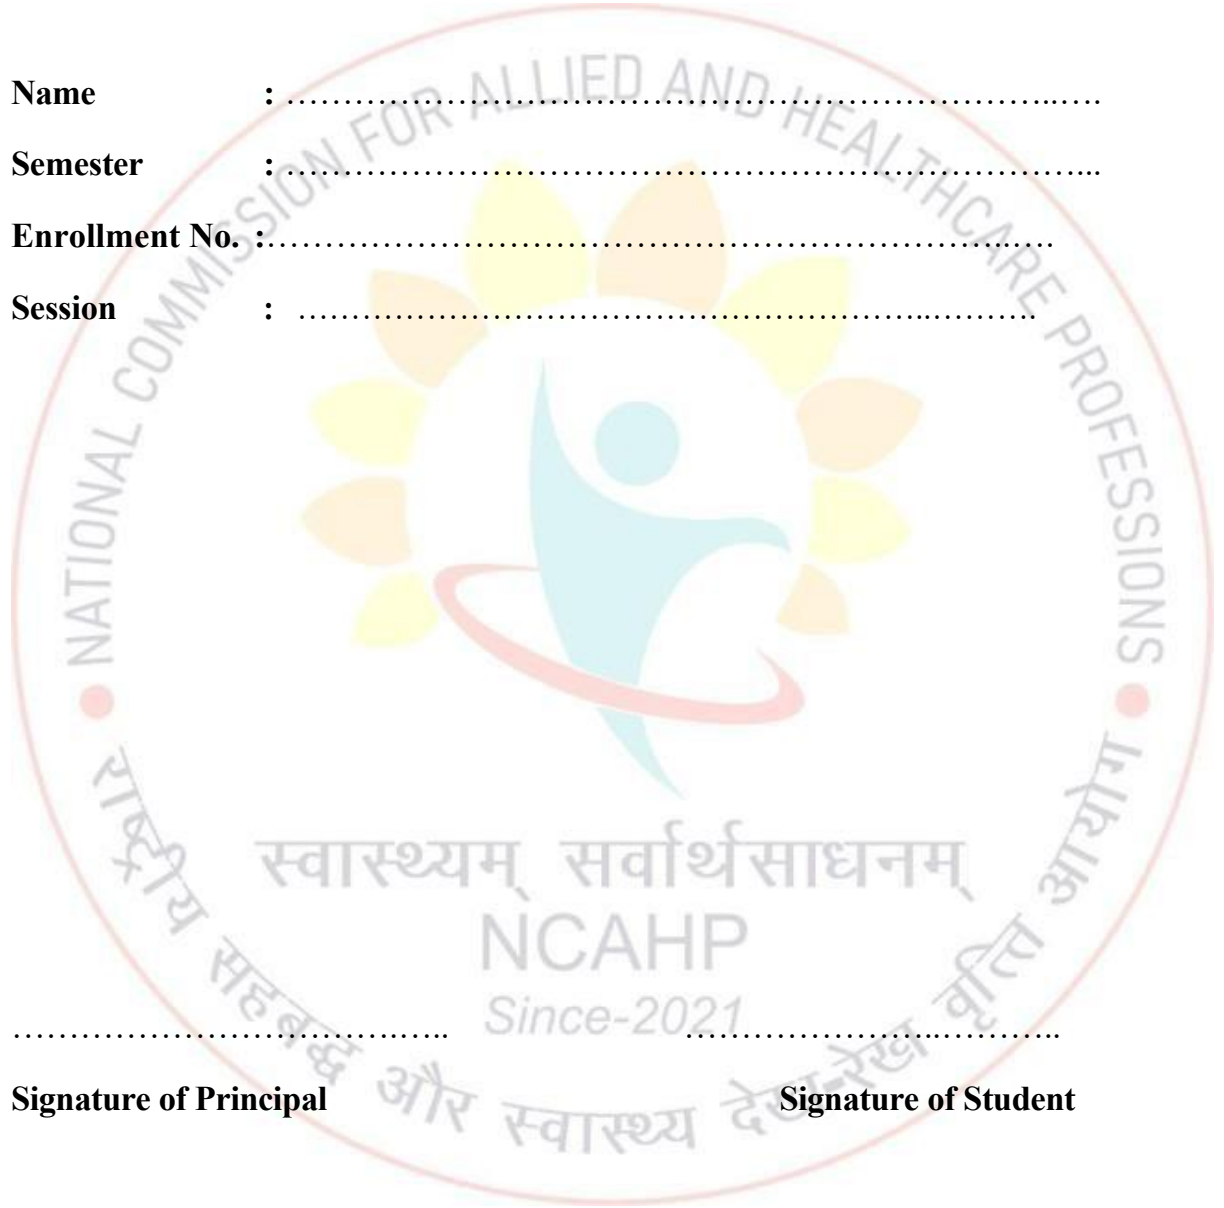 NATIONAL COMMISSION FOR ALLIED AND HEALTHCARE PROFESSIONS
Name : ……………………………………………………………..….
Semester : ……………………………………………………………...
Enrollment No. :…………………………………………………………….….
Session : ……………………………….………………..……….
स्वास्थ्यम् सर्वार्थसाधनम्
NCAHP
Since-2021
राष्ट्रीय सहबद्ध और स्वास्थ्य देख-रेख वृत्ति आयोग
…………………………….….. ………………….………..
Signature of Principal Signature of Student